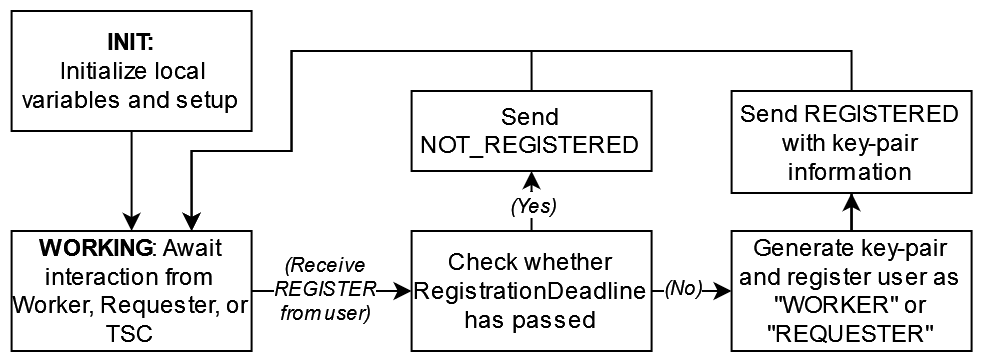 INIT:
Initialize local
variables and setup
Send
NOT_REGISTERED
Send REGISTERED
with key-pair
information
WORKING: Await
interaction from
Worker, Requester, or
TSC
(Receive
REGISTER
from user)
(Yes)
Check whether
RegistrationDeadline
has passed
(No)
Generate key-pair
and register user as
"WORKER" or
"REQUESTER"